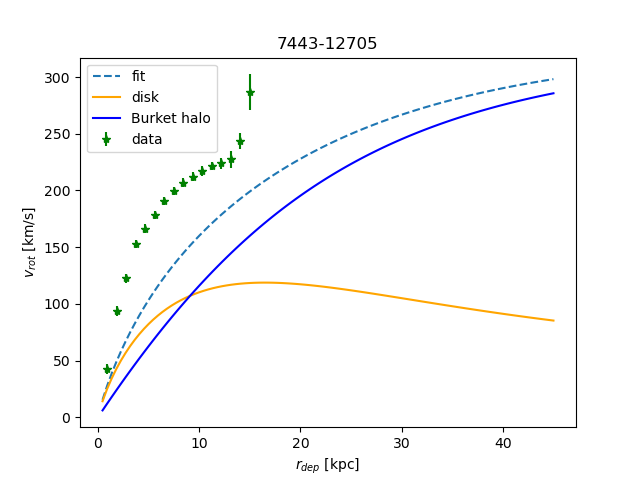 7443-12705
fit
disk
Burket halo
data
300
250
200
150
100
50
0
v_rot [km/s]
0 10 20 30 40
r_dep [kpc]